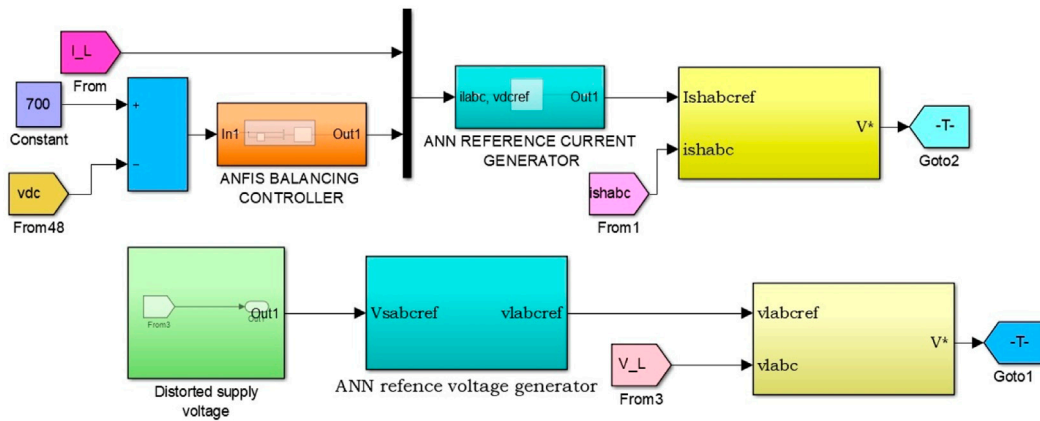 I_L
From
700
Constant
+
−
vdc
From48
In1
Out1
ANFIS BALANCING
CONTROLLER
ilabc, vdcref
Out1
ANN REFERENCE CURRENT
GENERATOR
Ishabcref
ishabc
V*
ishabc
From1
-T-
Goto2
From3
Out1
Out1
Distorted supply
voltage
Vsabcref
vlabcref
ANN refence voltage generator
V_L
From3
vlabcref
vlabc
V*
-T-
Goto1